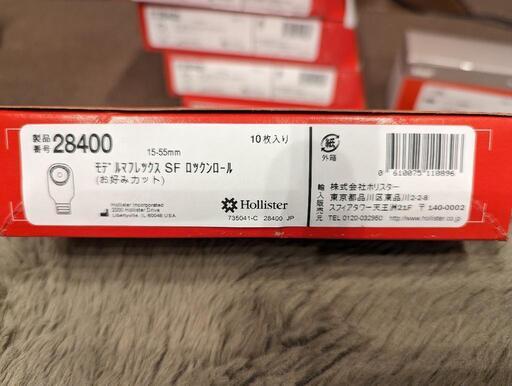 製品番号 28400
15-55mm
10枚入り
モデルマフレックス SF ロックンロール
(お好みカット)
Hollister Incorporated
2000 Hollister Drive
Libertyville, IL 60048 USA
Hollister
735041-C 28400 JP
紙
外箱
0610075118896
輸入販売元
株式会社ホリスター
東京都品川区東品川2-2-8
スフィアタワー天王洲21F 〒140-0002
TEL 0120-032950 http://www.hollister.co.jp